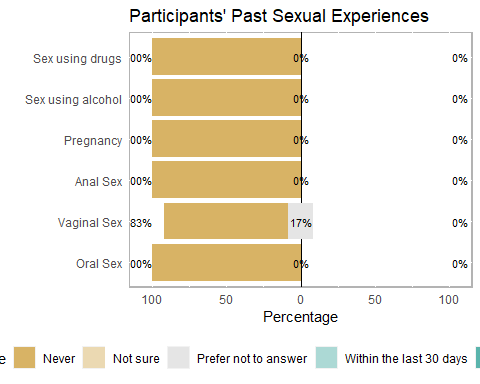 Participants' Past Sexual Experiences
Sex using drugs 00% 0% 0%
Sex using alcohol 00% 0% 0%
Pregnancy 00% 0% 0%
Anal Sex 00% 0% 0%
Vaginal Sex 83% 17% 0%
Oral Sex 00% 0% 0%
100 50 0 50 100
Percentage
e Never Not sure Prefer not to answer Within the last 30 days